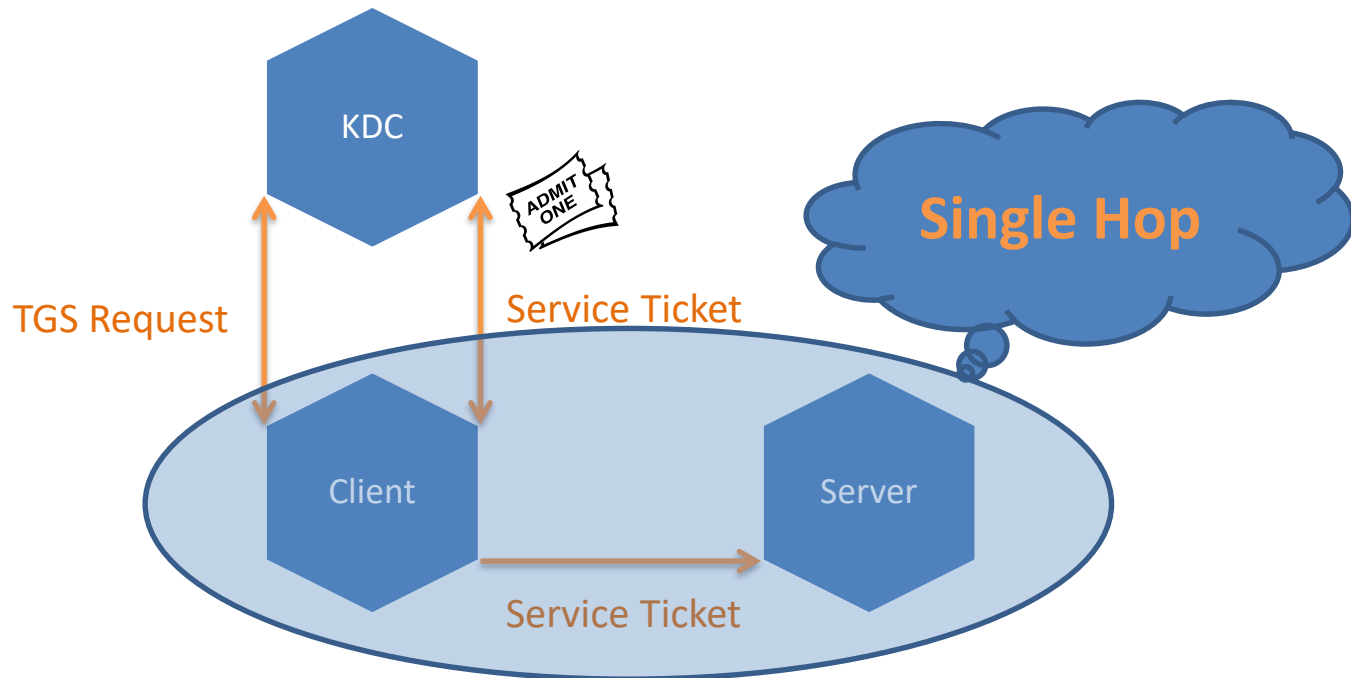 KDC
ADMIT
ONE
Single Hop
TGS Request
Service Ticket
Client
Server
Service Ticket